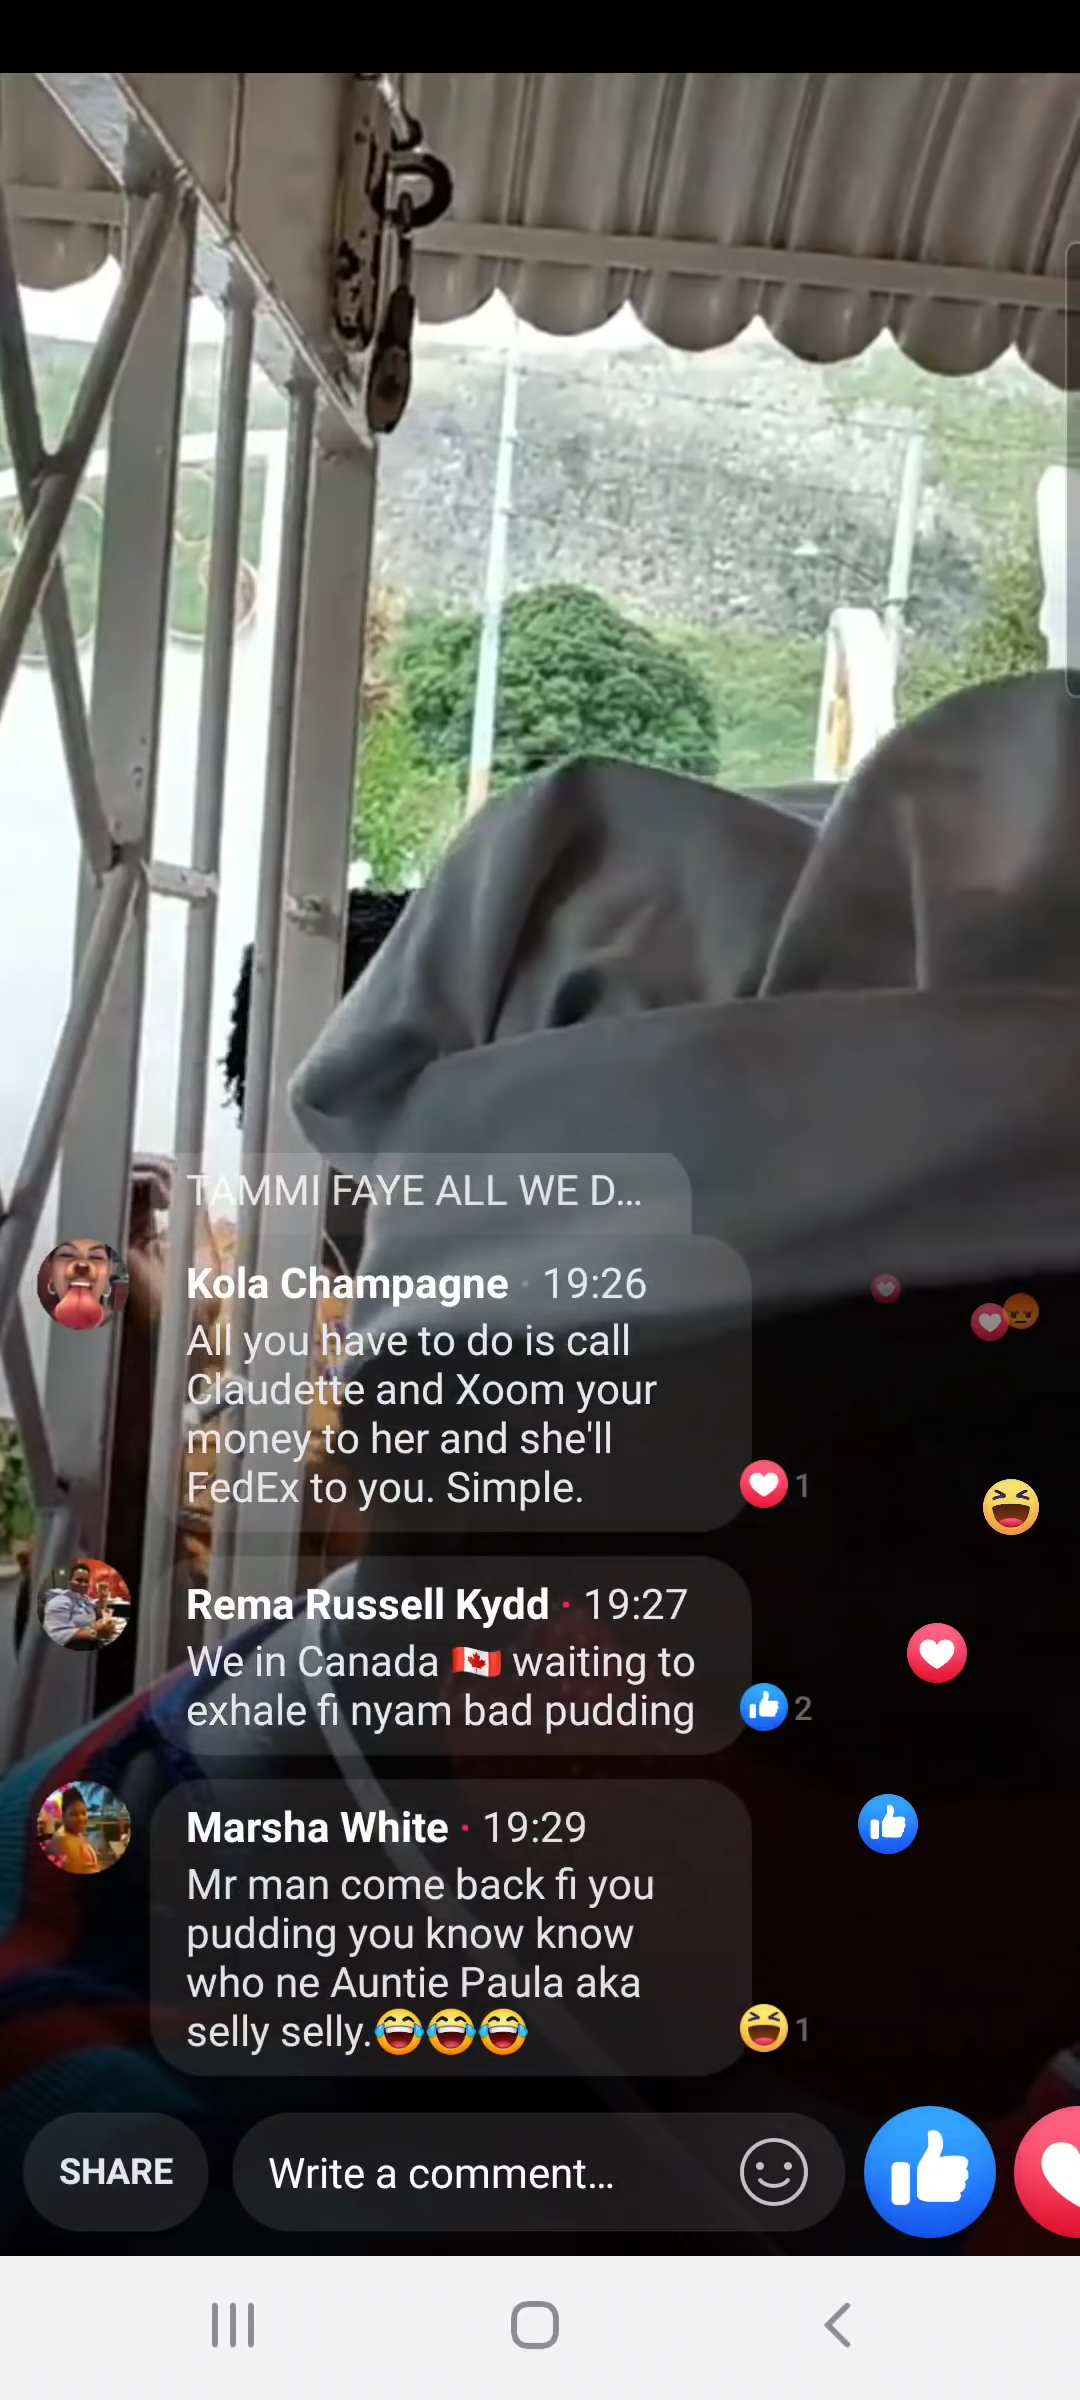 TAMMI FAYE ALL WE D...
Kola Champagne · 19:26
All you have to do is call
Claudette and Xoom your
money to her and she'll
FedEx to you. Simple.
1
Rema Russell Kydd · 19:27
We in Canada 🇨🇦 waiting to
exhale fi nyam bad pudding
2
Marsha White · 19:29
Mr man come back fi you
pudding you know know
who ne Auntie Paula aka
selly selly.😂😂😂
1
SHARE
Write a comment...